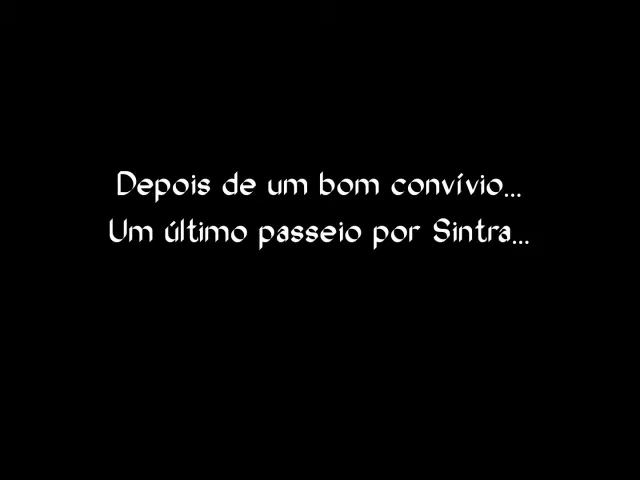 Depois de um bom convívio...
Um último passeio por Sintra...